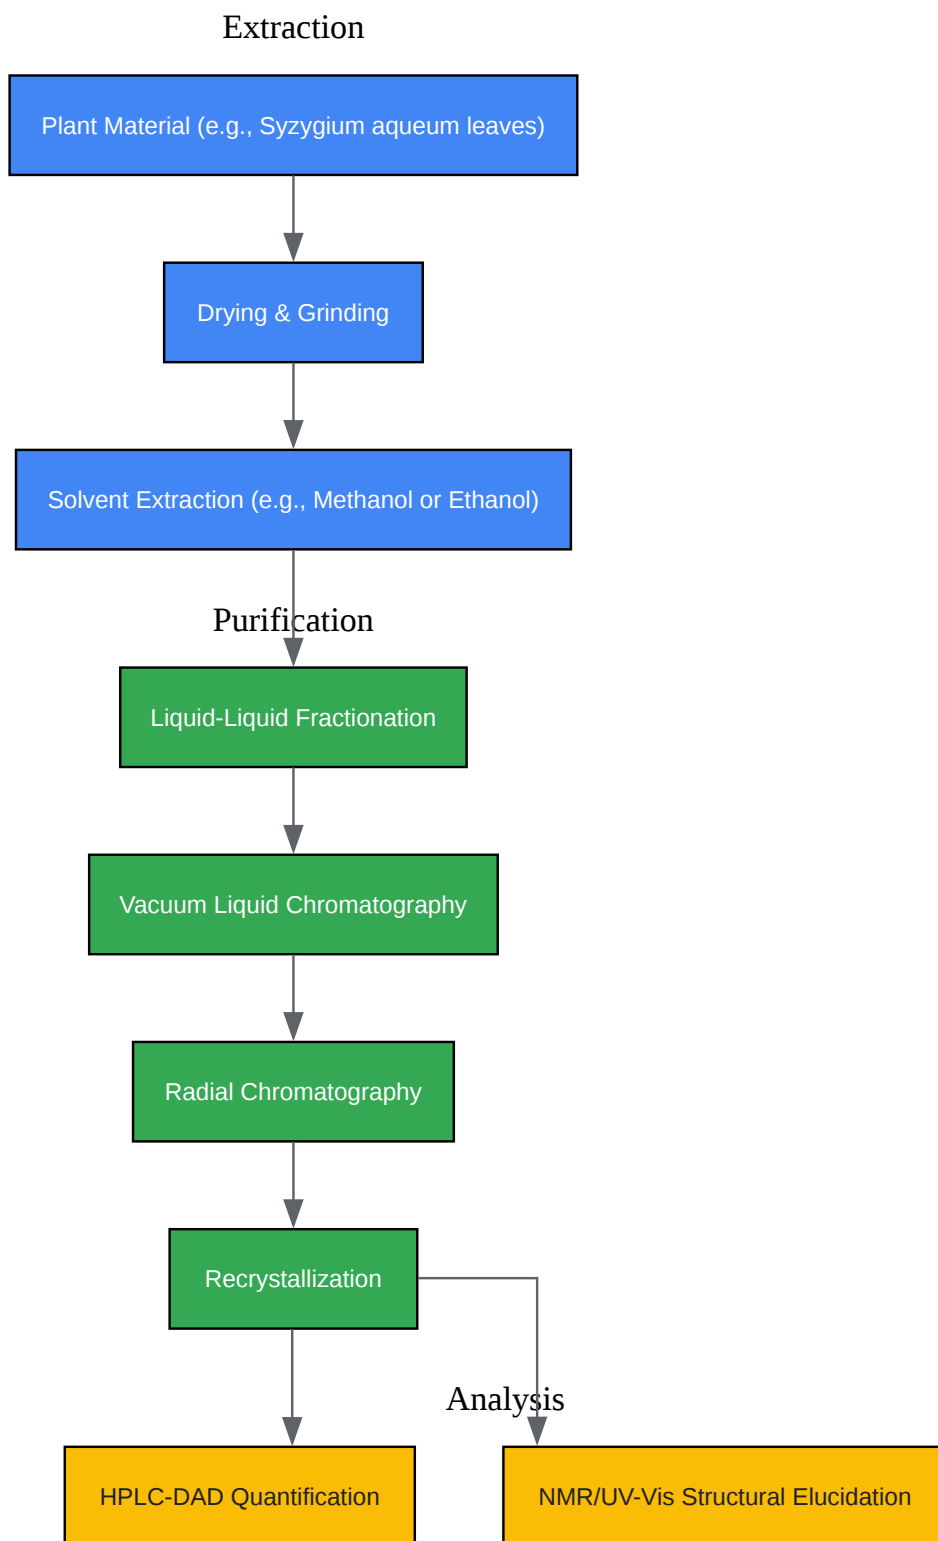 Extraction
Plant Material (e.g., Syzygium aqueum leaves)
Drying & Grinding
Solvent Extraction (e.g., Methanol or Ethanol)
Purification
Liquid-Liquid Fractionation
Vacuum Liquid Chromatography
Radial Chromatography
Recrystallization
Analysis
HPLC-DAD Quantification
NMR/UV-Vis Structural Elucidation